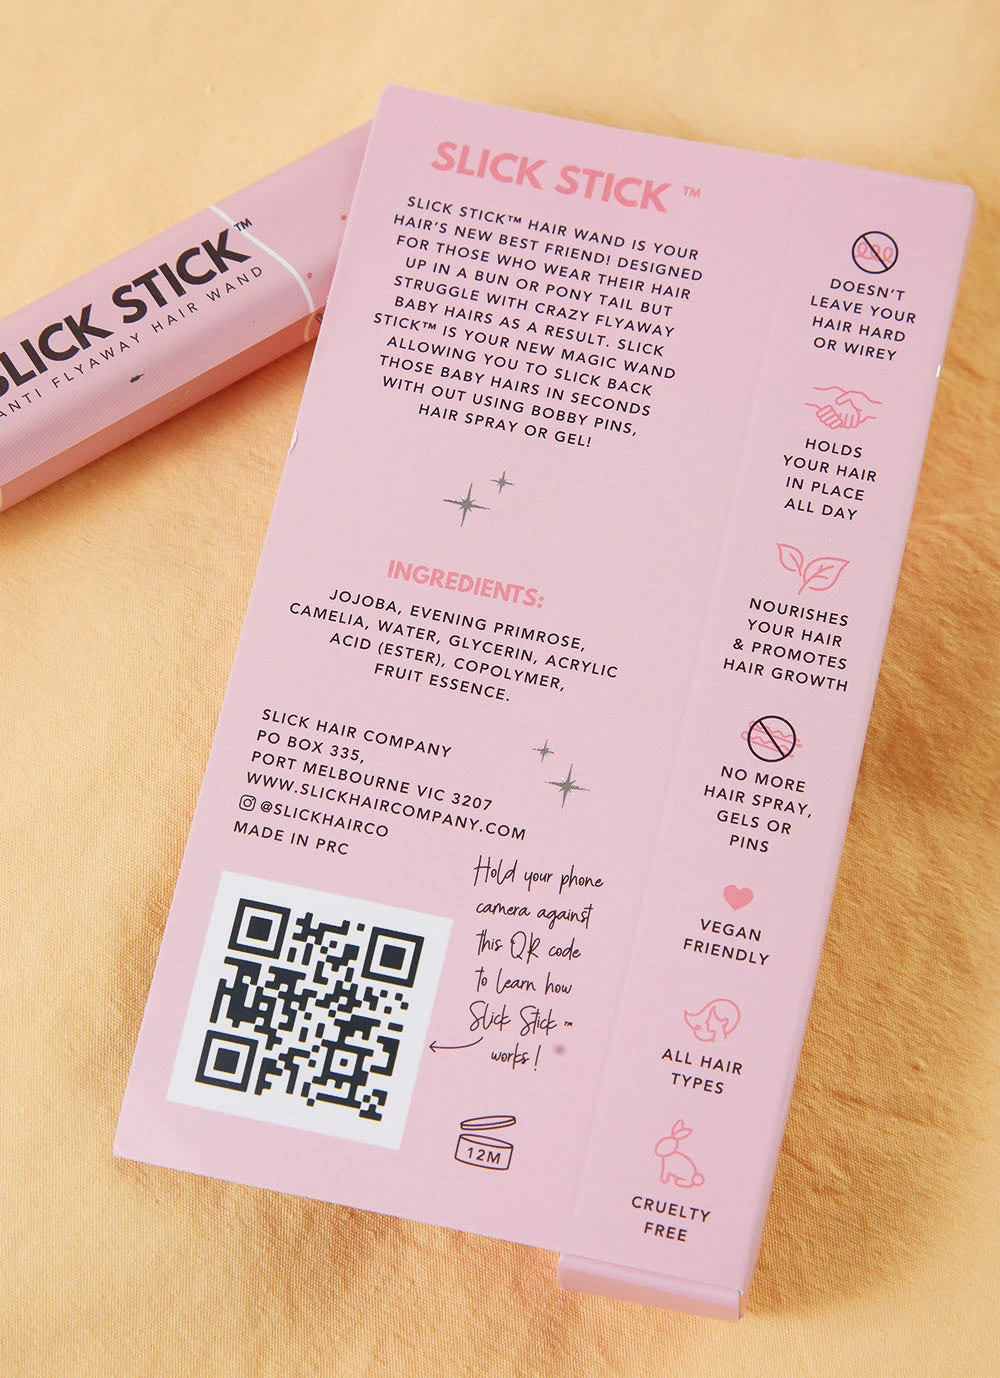 SLICK STICK™
ANTI FLYAWAY HAIR WAND
SLICK STICK ™
SLICK STICK™ HAIR WAND IS YOUR
HAIR'S NEW BEST FRIEND! DESIGNED
FOR THOSE WHO WEAR THEIR HAIR
UP IN A BUN OR PONY TAIL BUT
STRUGGLE WITH CRAZY FLYAWAY
BABY HAIRS AS A RESULT. SLICK
STICK™ IS YOUR NEW MAGIC WAND
ALLOWING YOU TO SLICK BACK
THOSE BABY HAIRS IN SECONDS
WITH OUT USING BOBBY PINS,
HAIR SPRAY OR GEL!
INGREDIENTS:
JOJOBA, EVENING PRIMROSE,
CAMELIA, WATER, GLYCERIN, ACRYLIC
ACID (ESTER), COPOLYMER,
FRUIT ESSENCE.
SLICK HAIR COMPANY
PO BOX 335,
PORT MELBOURNE VIC 3207
WWW.SLICKHAIRCOMPANY.COM
@SLICKHAIRCO
MADE IN PRC
Hold your phone
camera against
this QR code
to learn how
Slick Stick ™
works!
12M
DOESN'T
LEAVE YOUR
HAIR HARD
OR WIREY
HOLDS
YOUR HAIR
IN PLACE
ALL DAY
NOURISHES
YOUR HAIR
& PROMOTES
HAIR GROWTH
NO MORE
HAIR SPRAY,
GELS OR
PINS
VEGAN
FRIENDLY
ALL HAIR
TYPES
CRUELTY
FREE